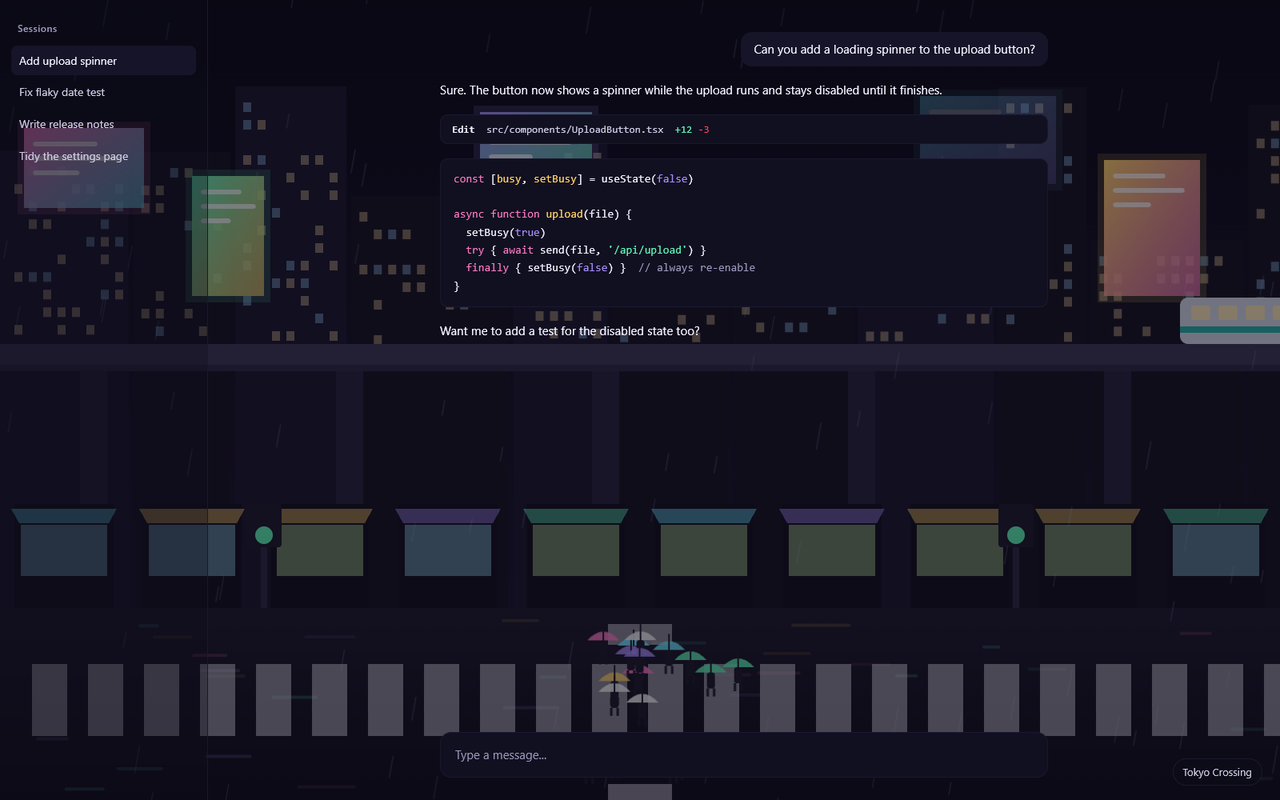 Sessions
Add upload spinner
Fix flaky date test
Write release notes
Tidy the settings page
Can you add a loading spinner to the upload button?
Sure. The button now shows a spinner while the upload runs and stays disabled until it finishes.
Edit src/components/UploadButton.tsx +12 -3
const [busy, setBusy] = useState(false)
async function upload(file) {
  setBusy(true)
  try { await send(file, '/api/upload') }
  finally { setBusy(false) }  // always re-enable
}
Want me to add a test for the disabled state too?
Type a message...
Tokyo Crossing